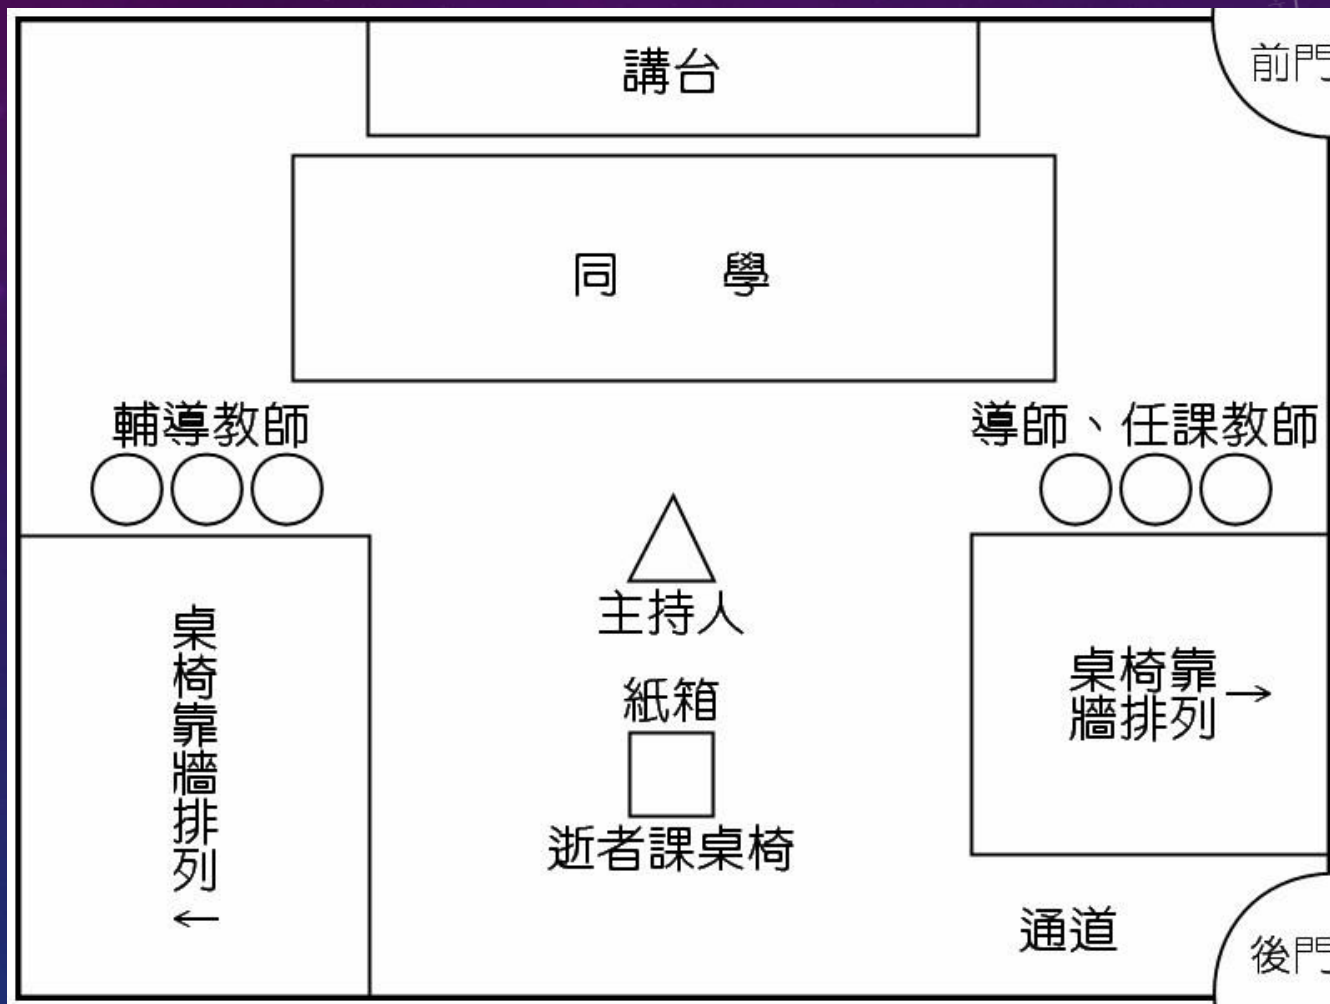 講台
前門
同學
輔導教師
導師、任課教師
主持人
紙箱
逝者課桌椅
桌椅靠牆排列
←
桌椅靠
牆排列→
通道
後門